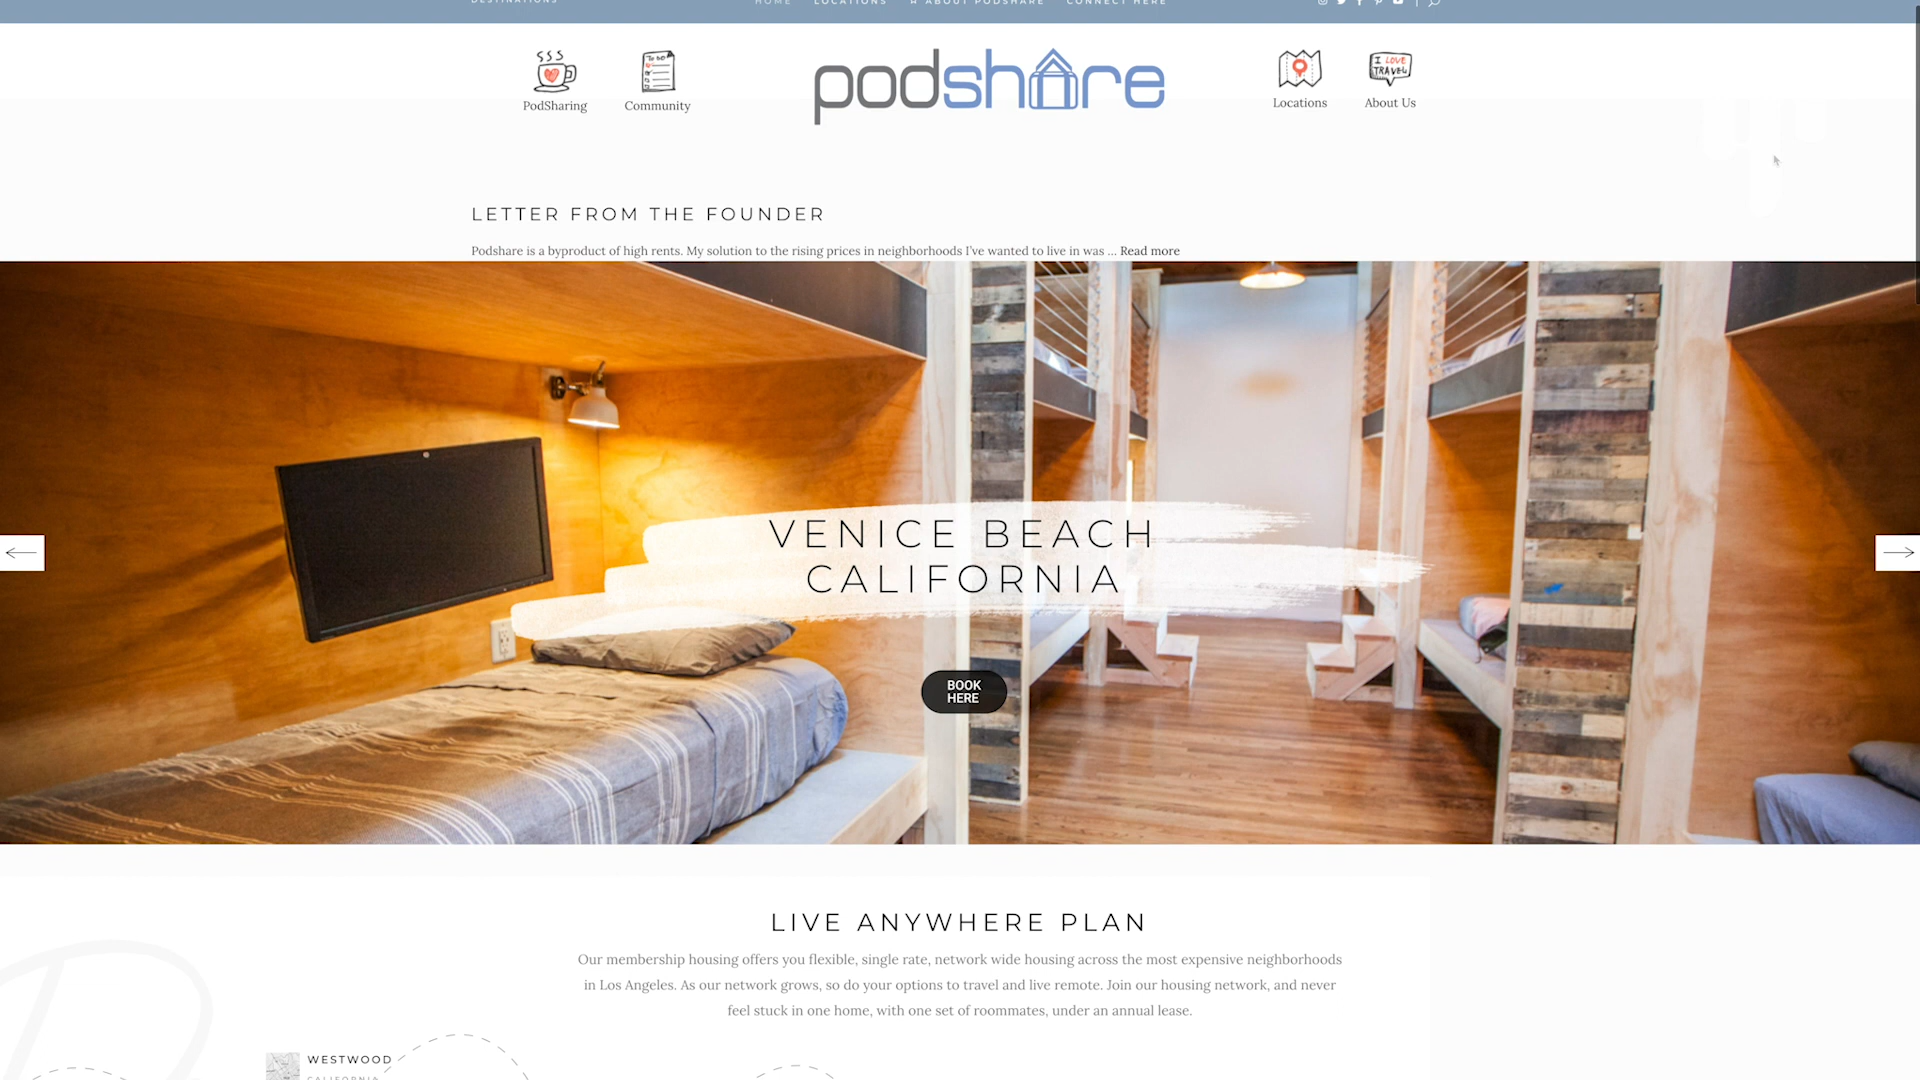 DESTINATIONS
HOME LOCATIONS ABOUT PODSHARE CONNECT HERE
PodSharing
TO DO
Community
podshare
Locations
I LOVE
TRAVEL
About Us
LETTER FROM THE FOUNDER
Podshare is a byproduct of high rents. My solution to the rising prices in neighborhoods I've wanted to live in was ... Read more
VENICE BEACH
CALIFORNIA
BOOK
HERE
LIVE ANYWHERE PLAN
Our membership housing offers you flexible, single rate, network wide housing across the most expensive neighborhoods
in Los Angeles. As our network grows, so do your options to travel and live remote. Join our housing network, and never
feel stuck in one home, with one set of roommates, under an annual lease.
WESTWOOD
CALIFORNIA